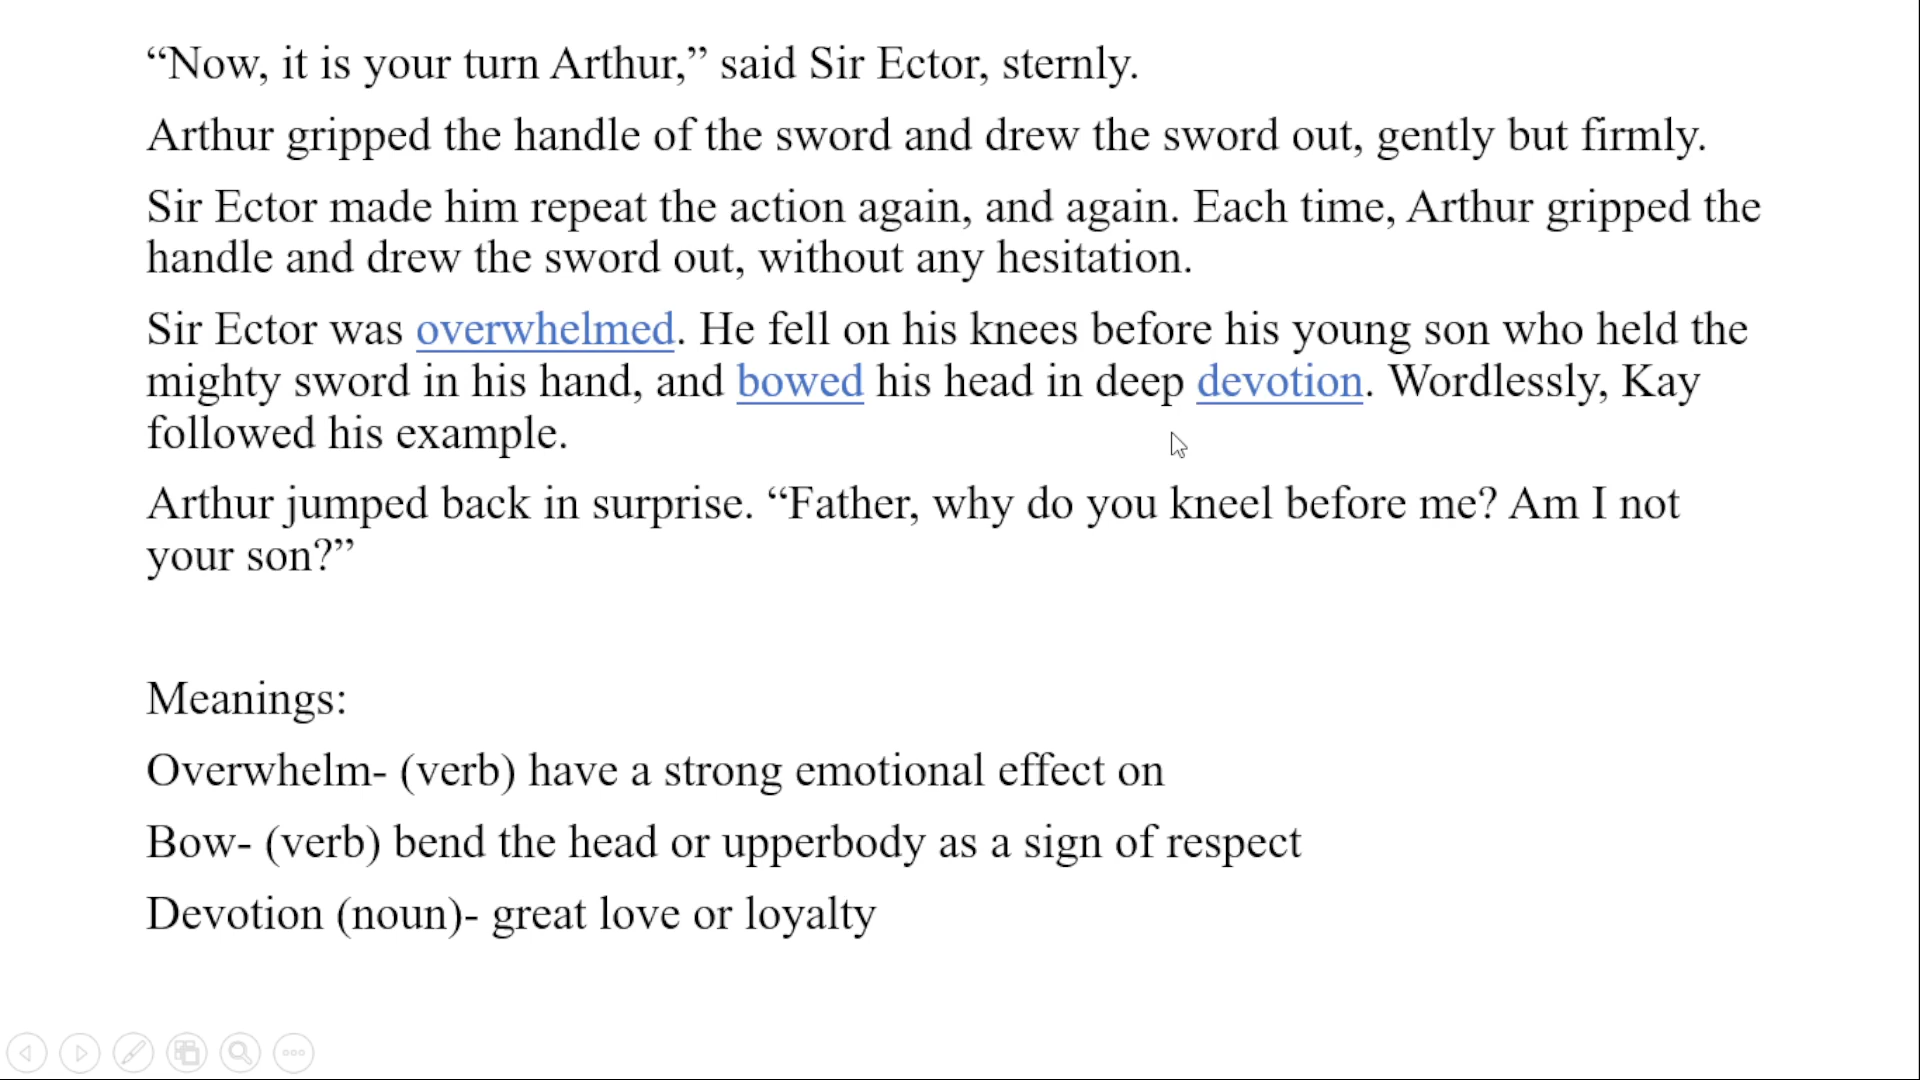 “Now, it is your turn Arthur,” said Sir Ector, sternly.
Arthur gripped the handle of the sword and drew the sword out, gently but firmly.
Sir Ector made him repeat the action again, and again. Each time, Arthur gripped the
handle and drew the sword out, without any hesitation.
Sir Ector was overwhelmed. He fell on his knees before his young son who held the
mighty sword in his hand, and bowed his head in deep devotion. Wordlessly, Kay
followed his example.
Arthur jumped back in surprise. “Father, why do you kneel before me? Am I not
your son?”
Meanings:
Overwhelm- (verb) have a strong emotional effect on
Bow- (verb) bend the head or upperbody as a sign of respect
Devotion (noun)- great love or loyalty